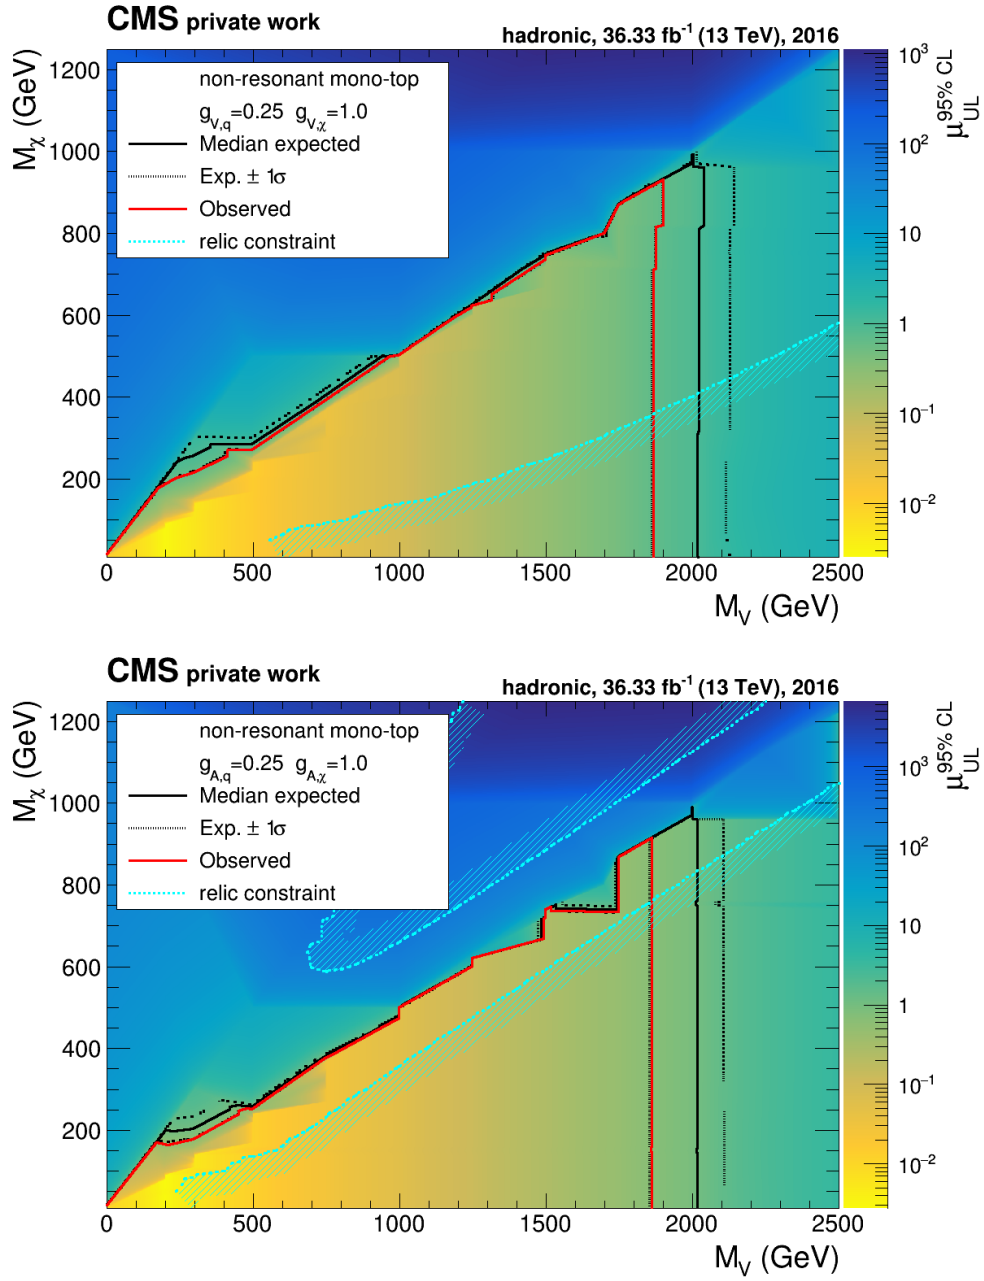 CMS private work
hadronic, 36.33 fb⁻¹ (13 TeV), 2016
M_χ (GeV)
non-resonant mono-top
g_V,q=0.25 g_V,χ=1.0
Median expected
Exp. ± 1σ
Observed
relic constraint
1200
1000
800
600
400
200
0
500
1000
1500
2000
2500
M_V (GeV)
10³
10²
10
1
10⁻¹
10⁻²
μ_UL^95% CL
CMS private work
hadronic, 36.33 fb⁻¹ (13 TeV), 2016
M_χ (GeV)
non-resonant mono-top
g_A,q=0.25 g_A,χ=1.0
Median expected
Exp. ± 1σ
Observed
relic constraint
1200
1000
800
600
400
200
0
500
1000
1500
2000
2500
M_V (GeV)
10³
10²
10
1
10⁻¹
10⁻²
μ_UL^95% CL